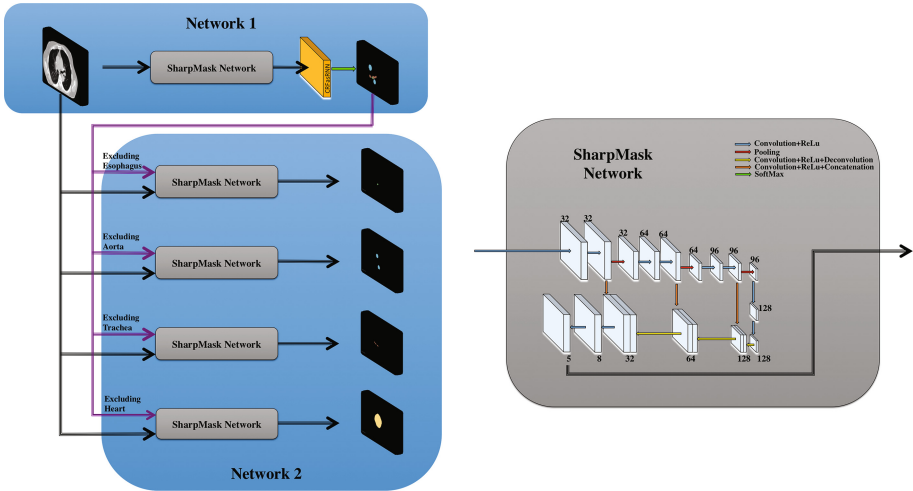 Network 1
SharpMask Network
CRFasRNN
Excluding
Esophagus
SharpMask Network
Excluding
Aorta
SharpMask Network
Excluding
Trachea
SharpMask Network
Excluding
Heart
SharpMask Network
Network 2
SharpMask
Network
Convolution+ReLu
Pooling
Convolution+ReLu+Deconvolution
Convolution+ReLu+Concatenation
SoftMax
32 32 32 64 64 64 96 96 96
128
5 8 32 64 128 128